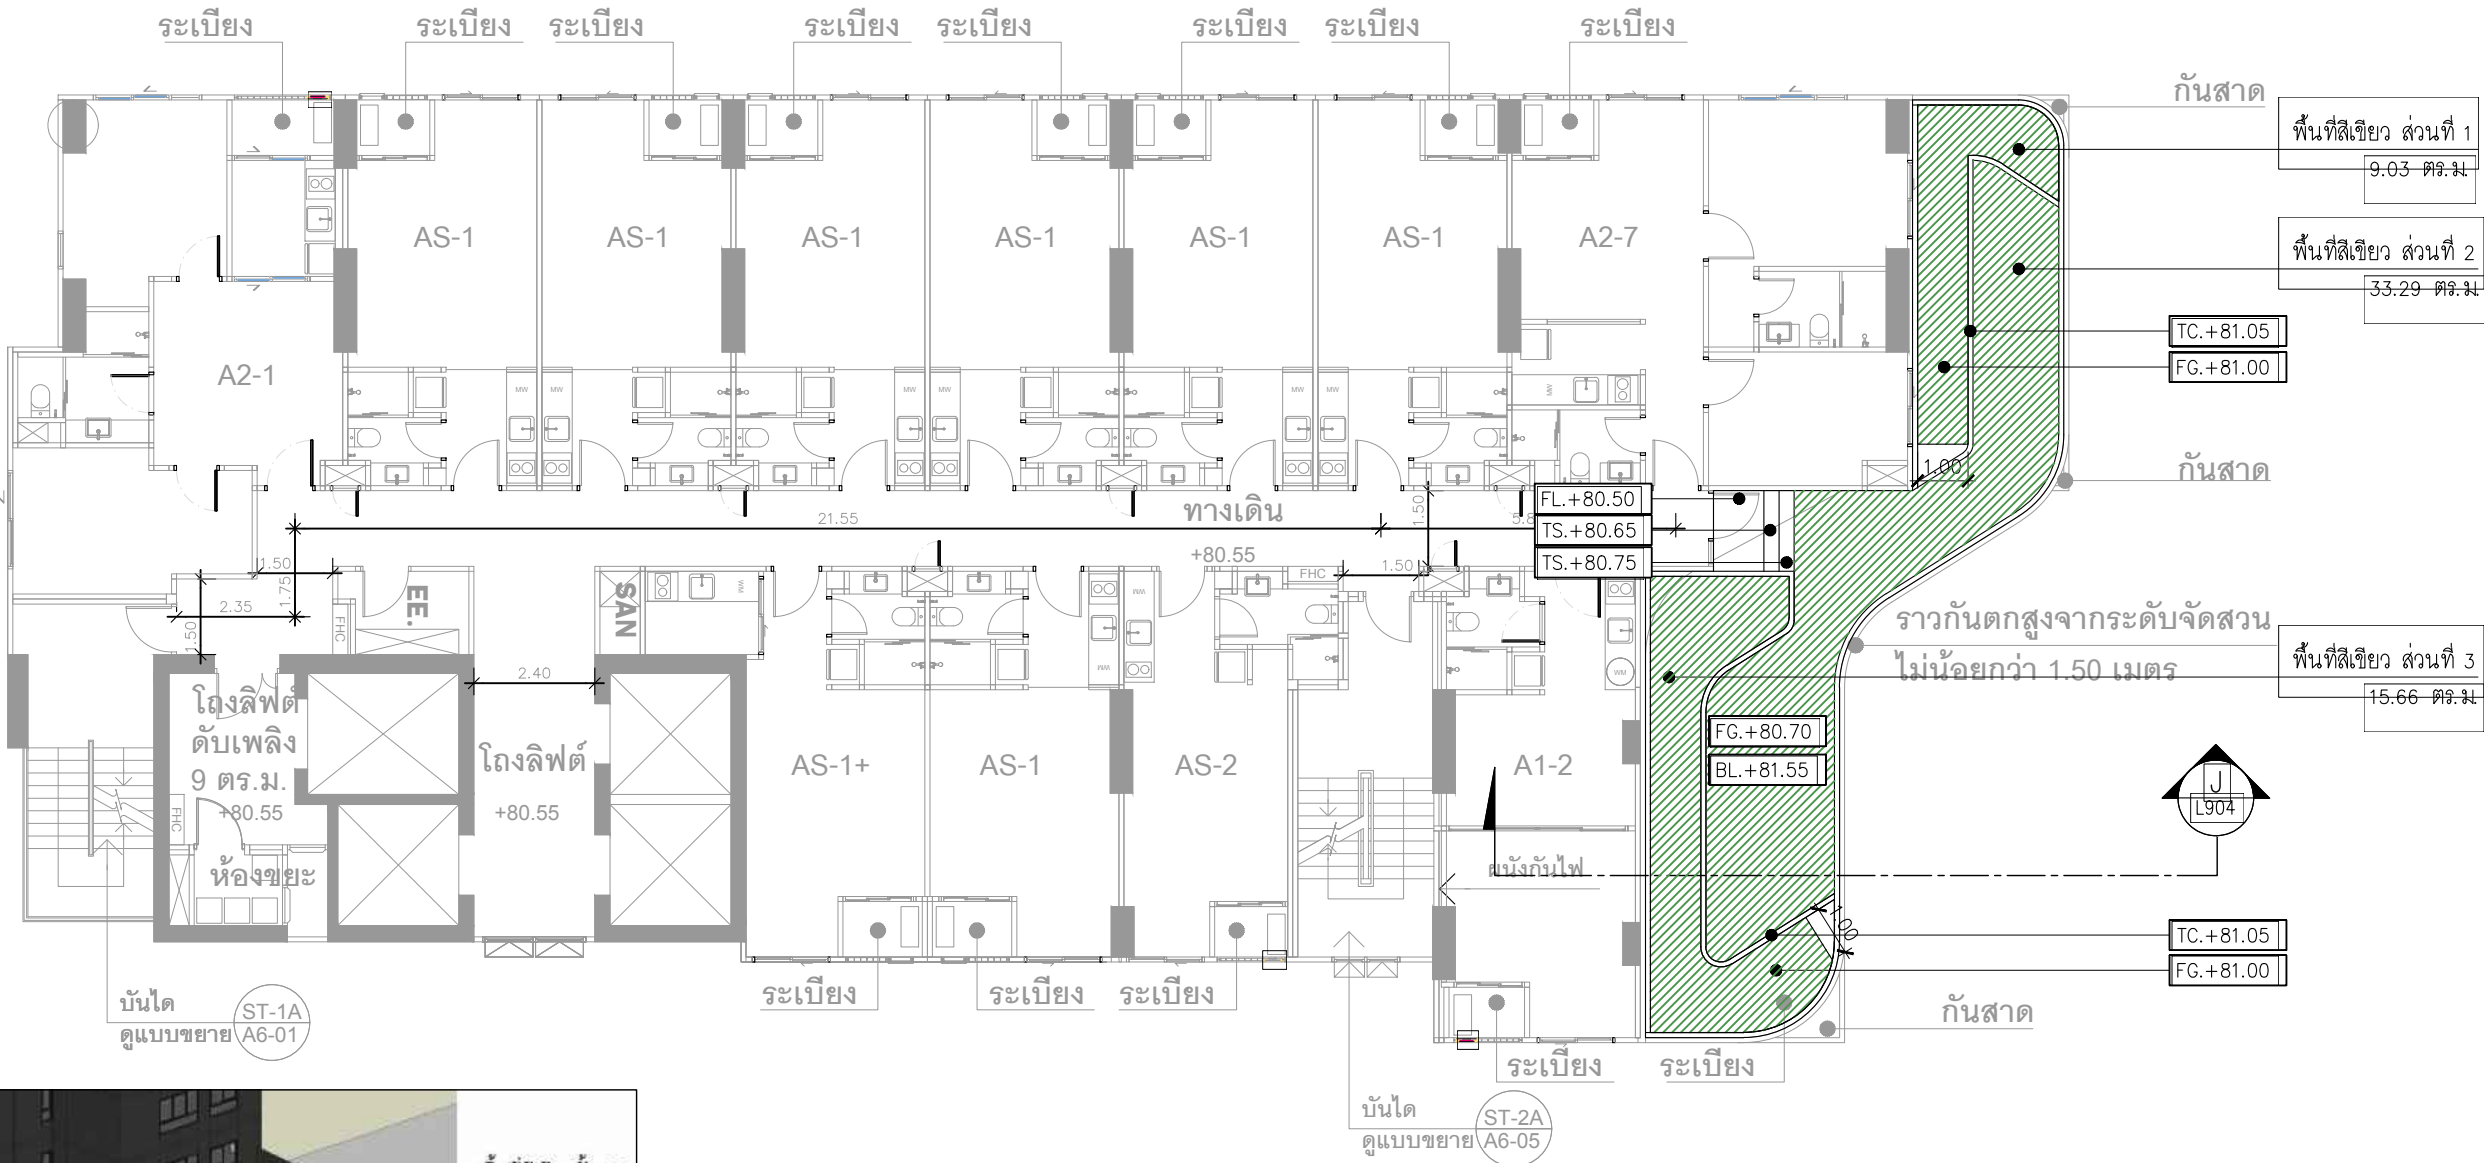 ระเบียง ระเบียง ระเบียง ระเบียง ระเบียง ระเบียง ระเบียง ระเบียง
กันสาด
พื้นที่สีเขียว ส่วนที่ 1
9.03 ตร.ม.
พื้นที่สีเขียว ส่วนที่ 2
33.29 ตร.ม.
AS-1 AS-1 AS-1 AS-1 AS-1 AS-1 A2-7
TC.+81.05
FG.+81.00
A2-1
MW MW MW MW MW MW MW
กันสาด
1.00
FL.+80.50
TS.+80.65
TS.+80.75
21.55
ทางเดิน
1.50
+80.55
1.50
1.75
2.35
1.50
FHC
EE.
SAN
WM
WM
WM
FHC
1.50
ราวกันตกสูงจากระดับจัดสวน
ไม่น้อยกว่า 1.50 เมตร
พื้นที่สีเขียว ส่วนที่ 3
15.66 ตร.ม.
2.40
WM
WM
โถงลิฟต์
ดับเพลิง
9 ตร.ม.
+80.55
FHC
โถงลิฟต์
+80.55
AS-1+ AS-1 AS-2 A1-2
FG.+80.70
BL.+81.55
J
L904
ห้องขยะ
ผนังกันไฟ
1.00
TC.+81.05
FG.+81.00
ระเบียง ระเบียง ระเบียง
กันสาด
บันได
ดูแบบขยาย
ST-1A
A6-01
ระเบียง ระเบียง
บันได
ดูแบบขยาย
ST-2A
A6-05